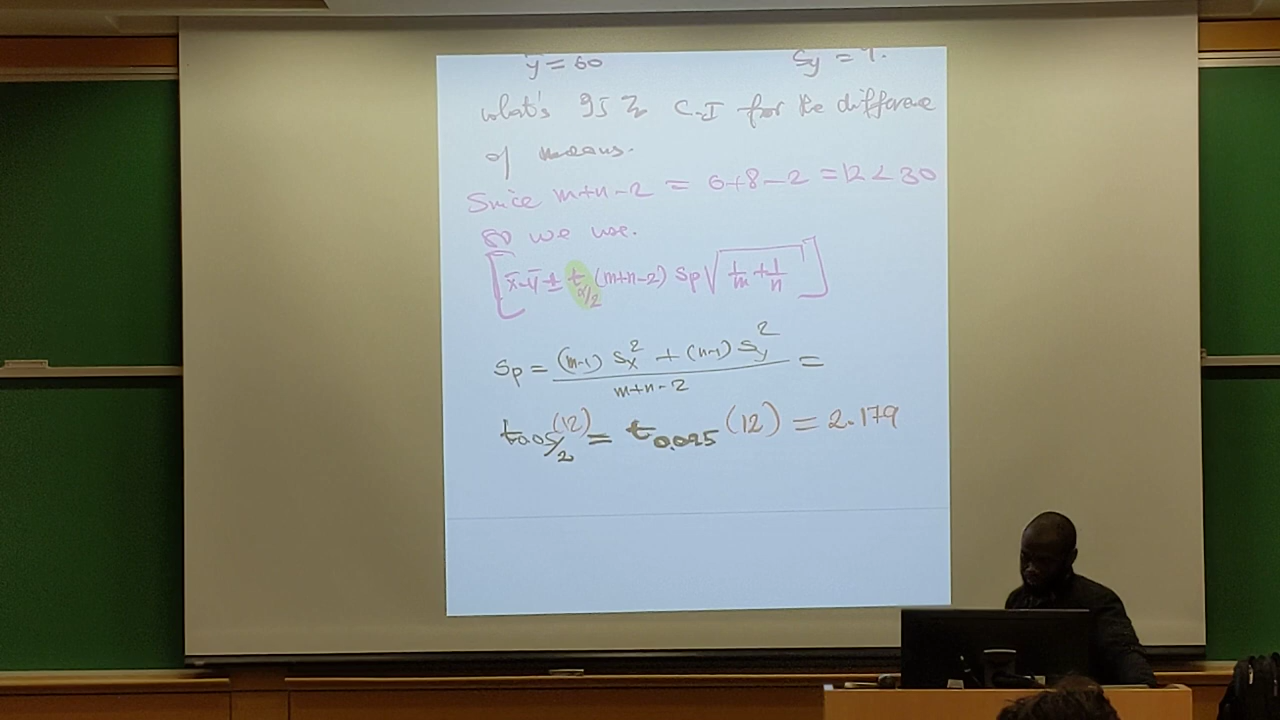 ȳ = 60 Sy =
what's 95 % C.I for the difference
of means.
Since m+n-2 = 6+8-2 = 12 < 30
so we use.
[x̄-ȳ ± t α/2 (m+n-2) Sp √(1/m + 1/n)]
Sp = ((m-1) Sx² + (n-1) Sy²)/(m+n-2) =
t0.05/2 (12) = t0.025 (12) = 2.179